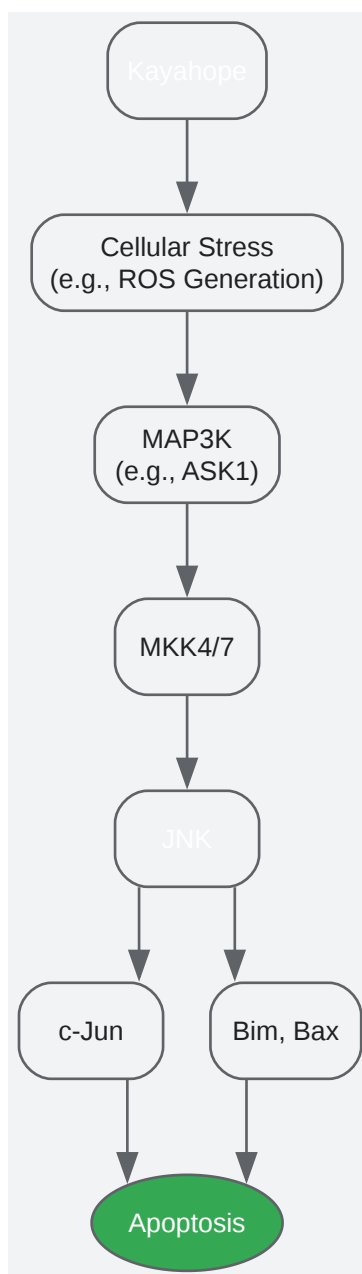 Kayahope
Cellular Stress
(e.g., ROS Generation)
MAP3K
(e.g., ASK1)
MKK4/7
JNK
c-Jun
Bim, Bax
Apoptosis